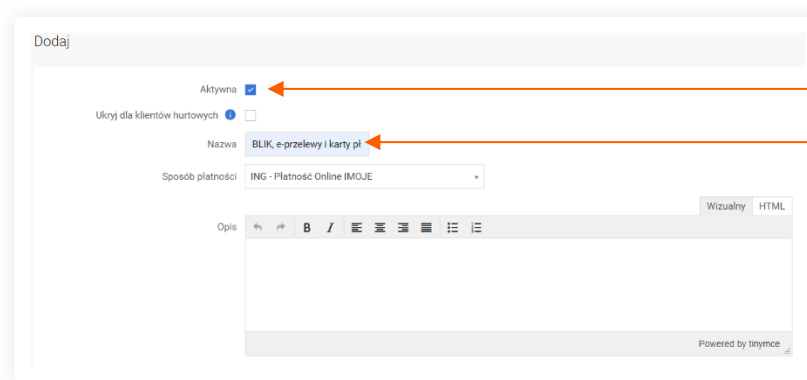 Dodaj
Aktywna
Ukryj dla klientów hurtowych
Nazwa BLIK, e-przelewy i karty pł
Sposób płatności ING - Płatność Online IMOJE
Wizualny HTML
Opis B I
Powered by tinymce